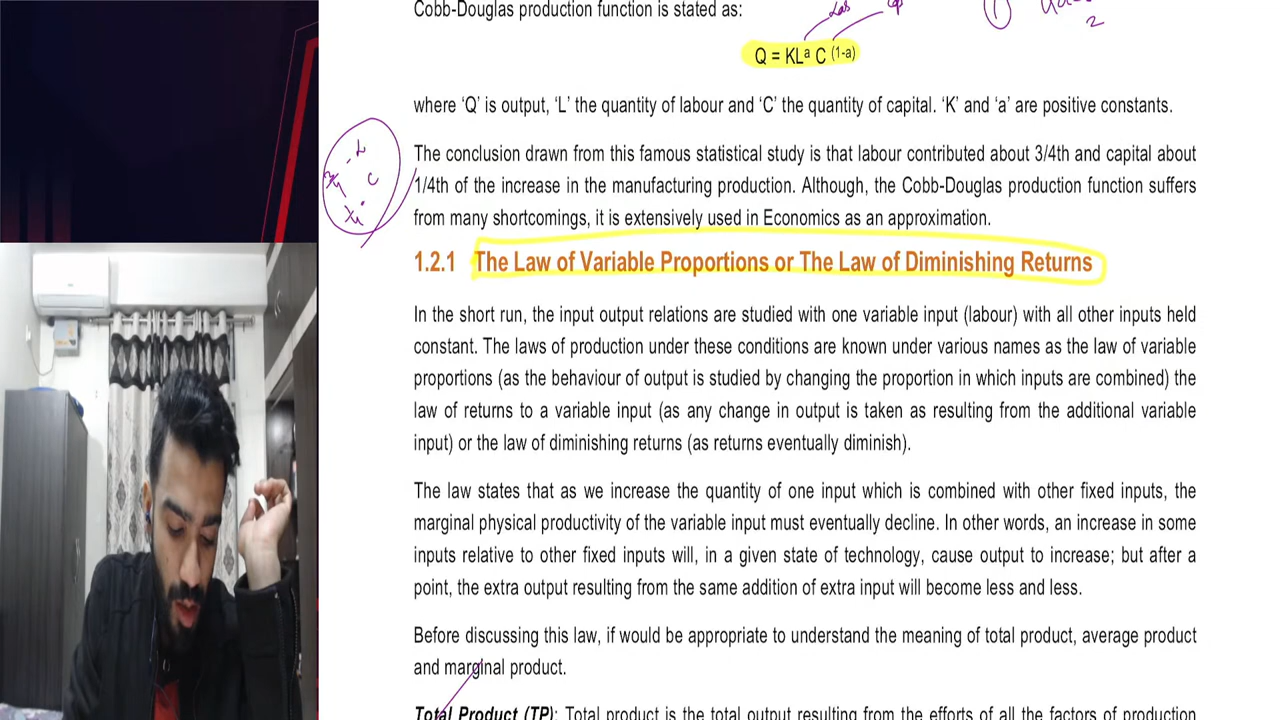 Cobb-Douglas production function is stated as:
Lab
2
Q = KLᵃ C (1-a)
where ‘Q’ is output, ‘L’ the quantity of labour and ‘C’ the quantity of capital. ‘K’ and ‘a’ are positive constants.
The conclusion drawn from this famous statistical study is that labour contributed about 3/4th and capital about
1/4th of the increase in the manufacturing production. Although, the Cobb-Douglas production function suffers
from many shortcomings, it is extensively used in Economics as an approximation.
3/4 - L
1/4 - C
1.2.1 The Law of Variable Proportions or The Law of Diminishing Returns
In the short run, the input output relations are studied with one variable input (labour) with all other inputs held
constant. The laws of production under these conditions are known under various names as the law of variable
proportions (as the behaviour of output is studied by changing the proportion in which inputs are combined) the
law of returns to a variable input (as any change in output is taken as resulting from the additional variable
input) or the law of diminishing returns (as returns eventually diminish).
The law states that as we increase the quantity of one input which is combined with other fixed inputs, the
marginal physical productivity of the variable input must eventually decline. In other words, an increase in some
inputs relative to other fixed inputs will, in a given state of technology, cause output to increase; but after a
point, the extra output resulting from the same addition of extra input will become less and less.
Before discussing this law, if would be appropriate to understand the meaning of total product, average product
and marginal product.
Total Product (TP): Total product is the total output resulting from the efforts of all the factors of production